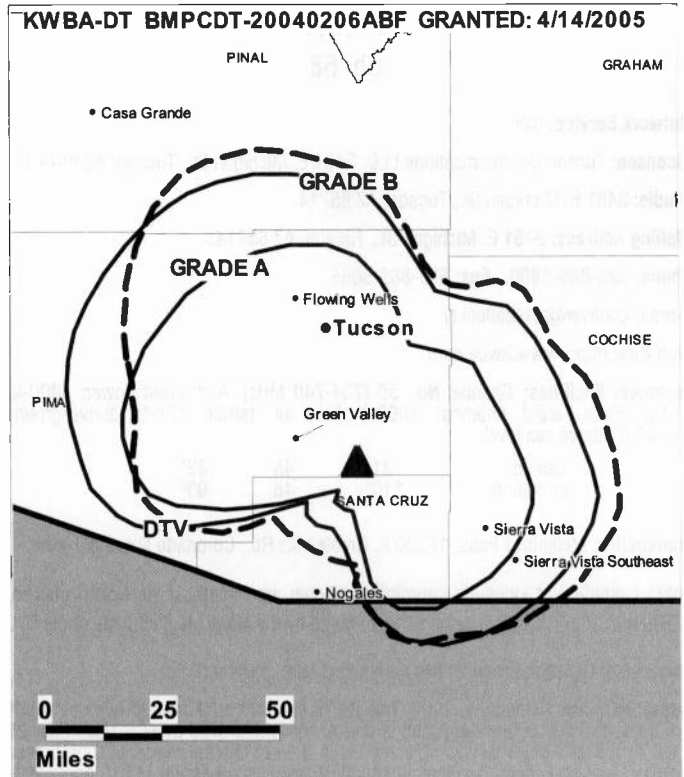 KWBA-DT BMPCDT-20040206ABF GRANTED: 4/14/2005
PINAL
GRAHAM
Casa Grande
GRADE B
GRADE A
Flowing Wells
Tucson
COCHISE
PIMA
Green Valley
SANTA CRUZ
DTV
Sierra Vista
Sierra Vista Southeast
Nogales
0 25 50
Miles